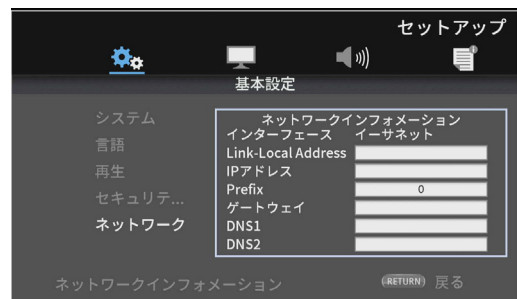 セットアップ
基本設定
システム
言語
再生
セキュリテ...
ネットワーク
ネットワークインフォメーション
インターフェース イーサネット
Link-Local Address
IPアドレス
Prefix 0
ゲートウェイ
DNS1
DNS2
ネットワークインフォメーション
RETURN 戻る